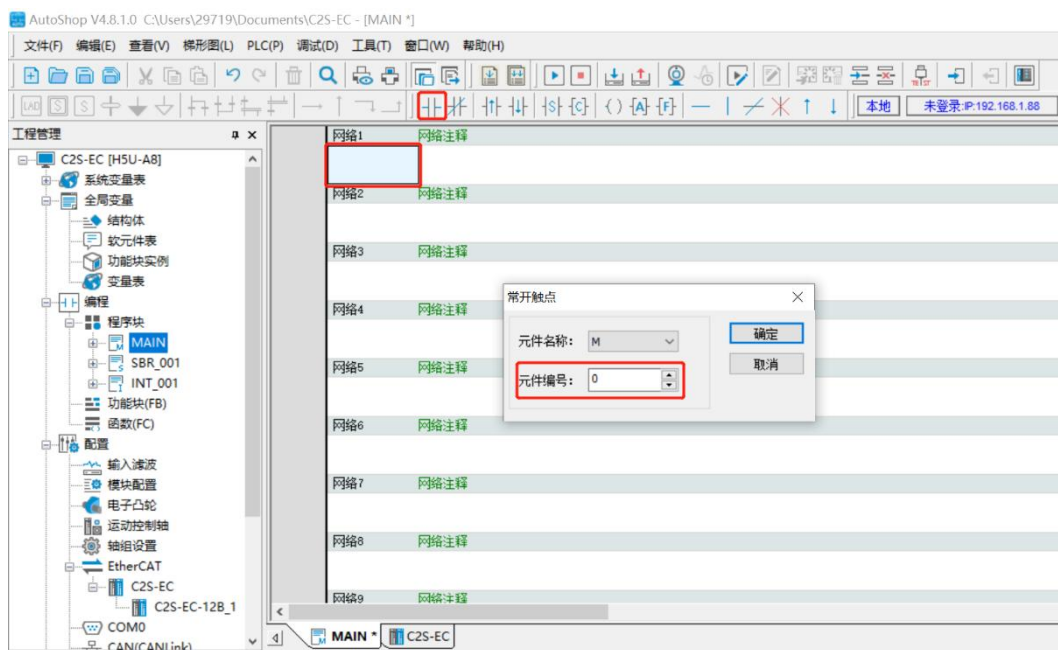 AutoShop V4.8.1.0 C:\Users\29719\Documents\C2S-EC - [MAIN *]
文件(F) 编辑(E) 查看(V) 梯形图(L) PLC(P) 调试(D) 工具(T) 窗口(W) 帮助(H)
LAD S S {S} {C} ( ) {A} {F} 本地 未登录:IP:192.168.1.88
工程管理
C2S-EC [H5U-A8]
系统变量表
全局变量
结构体
软元件表
功能块实例
变量表
编程
程序块
MAIN
SBR_001
INT_001
功能块(FB)
函数(FC)
配置
输入滤波
模块配置
电子凸轮
运动控制轴
轴组设置
EtherCAT
C2S-EC
C2S-EC-12B_1
COM0
CAN(CANLink)
网络1 网络注释
网络2 网络注释
网络3 网络注释
网络4 网络注释
网络5 网络注释
网络6 网络注释
网络7 网络注释
网络8 网络注释
网络9 网络注释
常开触点
元件名称: M
元件编号: 0
确定
取消
MAIN * C2S-EC